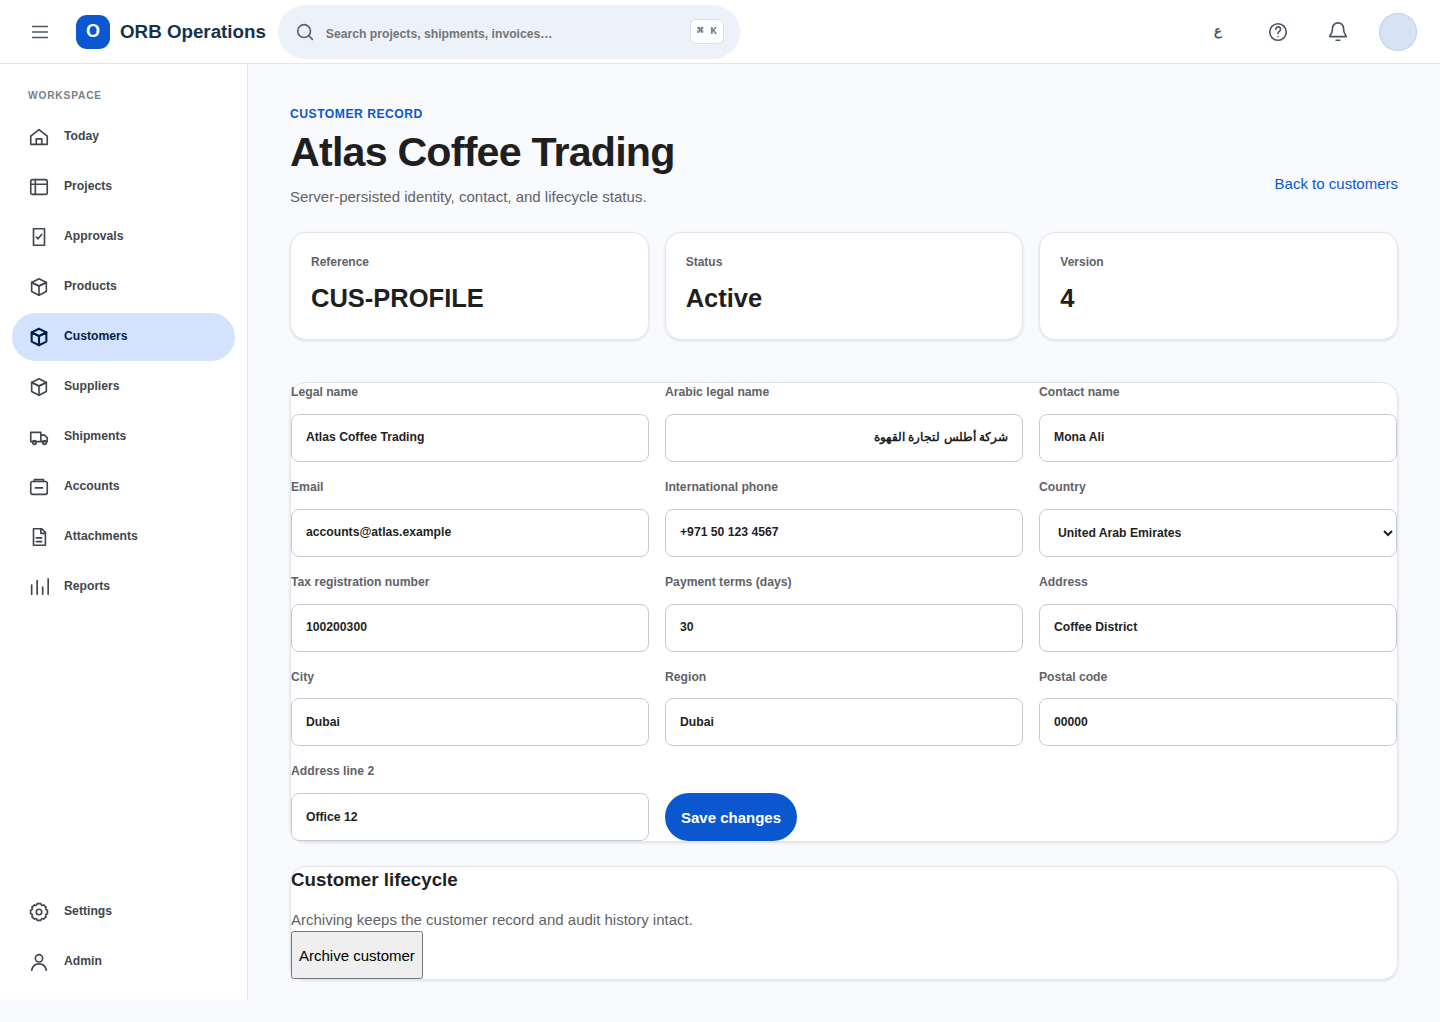 O ORB Operations
Search projects, shipments, invoices…
⌘ K
ع
WORKSPACE
Today
Projects
Approvals
Products
Customers
Suppliers
Shipments
Accounts
Attachments
Reports
Settings
Admin
CUSTOMER RECORD
Atlas Coffee Trading
Server-persisted identity, contact, and lifecycle status.
Back to customers
Reference
CUS-PROFILE
Status
Active
Version
4
Legal name
Atlas Coffee Trading
Arabic legal name
شركة أطلس لتجارة القهوة
Contact name
Mona Ali
Email
accounts@atlas.example
International phone
+971 50 123 4567
Country
United Arab Emirates
Tax registration number
100200300
Payment terms (days)
30
Address
Coffee District
City
Dubai
Region
Dubai
Postal code
00000
Address line 2
Office 12
Save changes
Customer lifecycle
Archiving keeps the customer record and audit history intact.
Archive customer